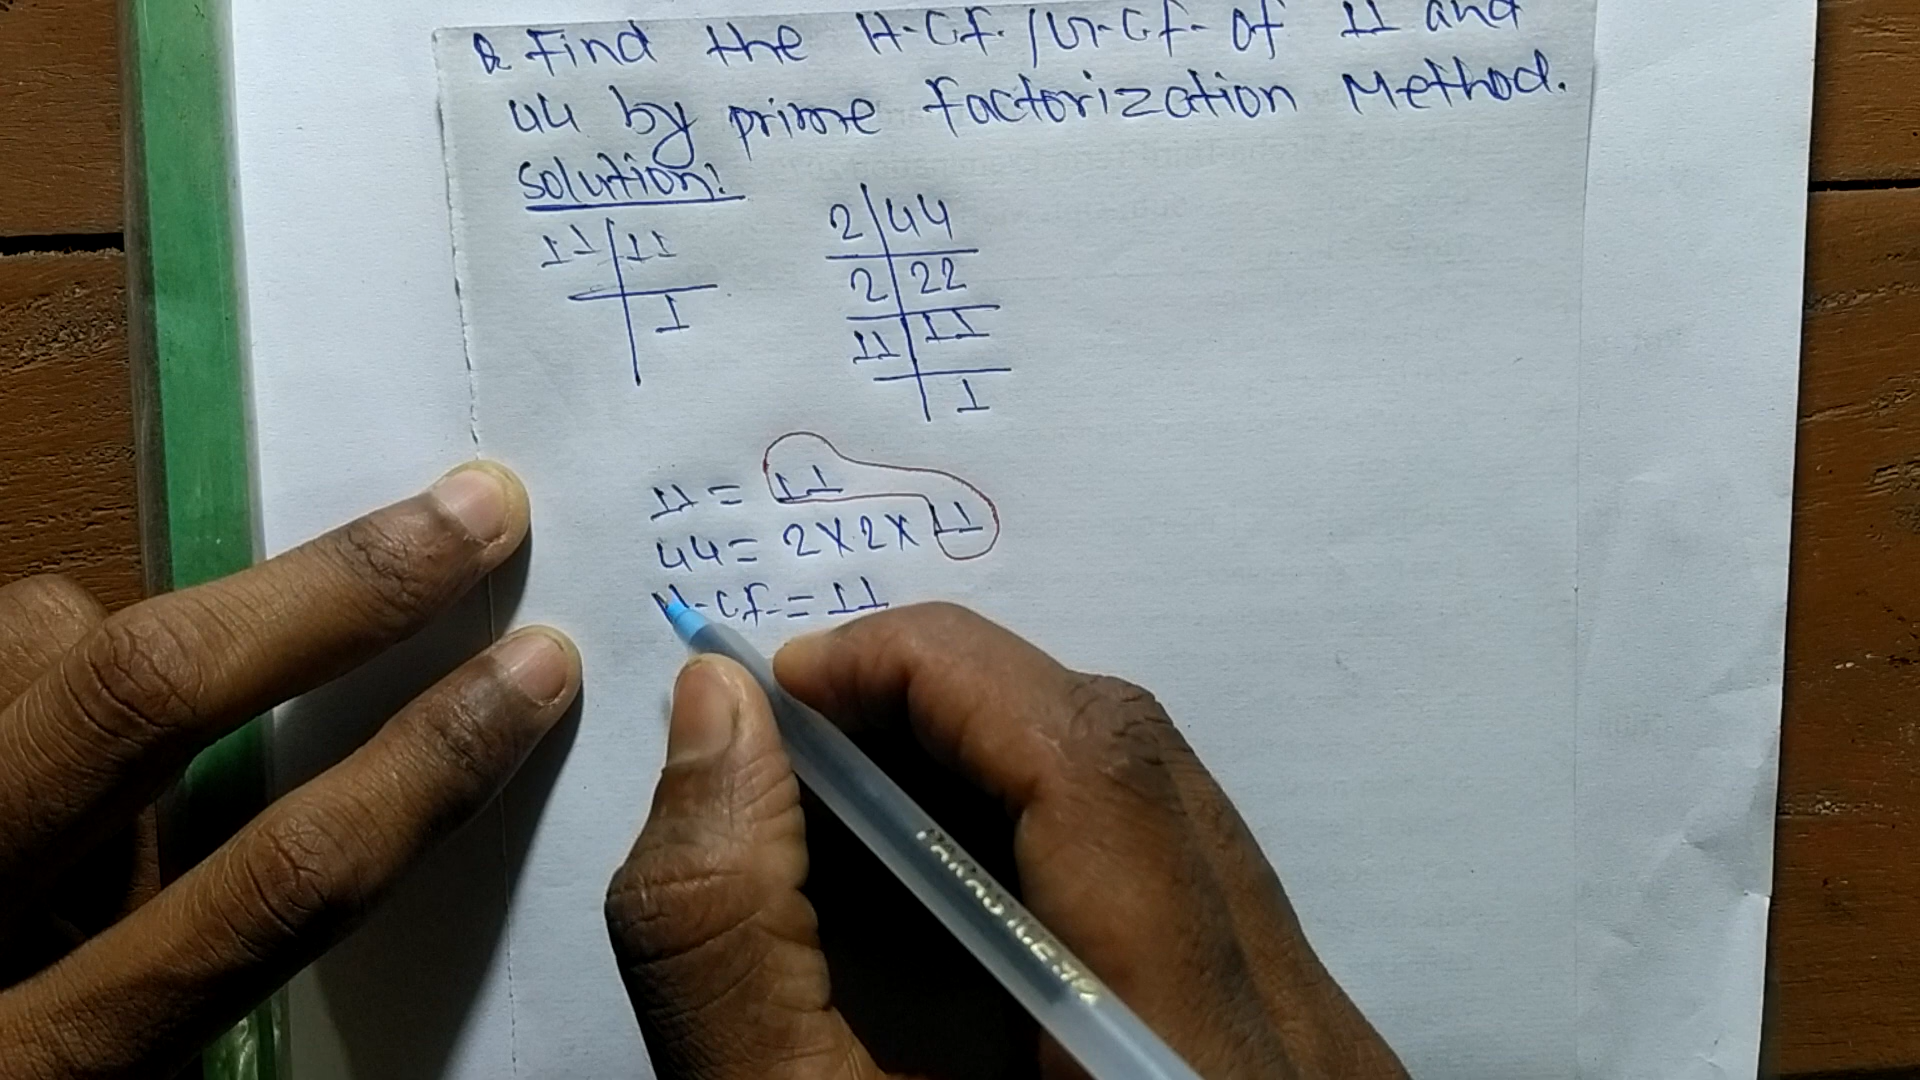 Q. Find the H.C.F. / G.C.F. of 11 and
44 by prime factorization Method.
Solution:
11 | 11
1
2 | 44
2 | 22
11 | 11
1
11 = 11
44 = 2 x 2 x 11
H.C.F. = 11